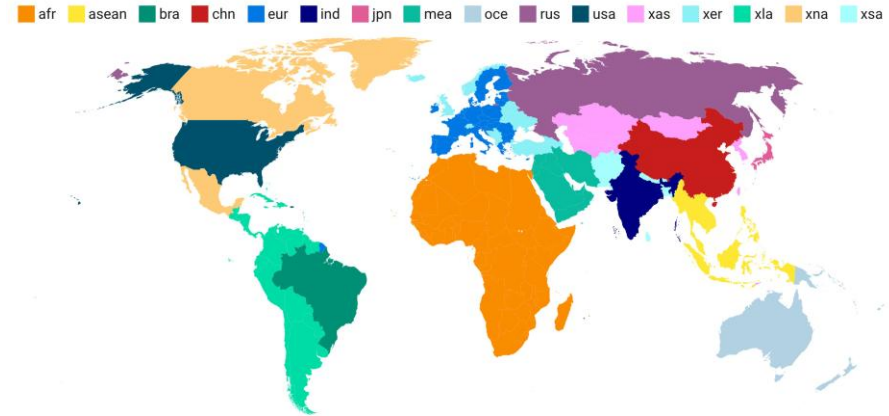 afr asean bra chn eur ind jpn mea oce rus usa xas xer xla xna xsa